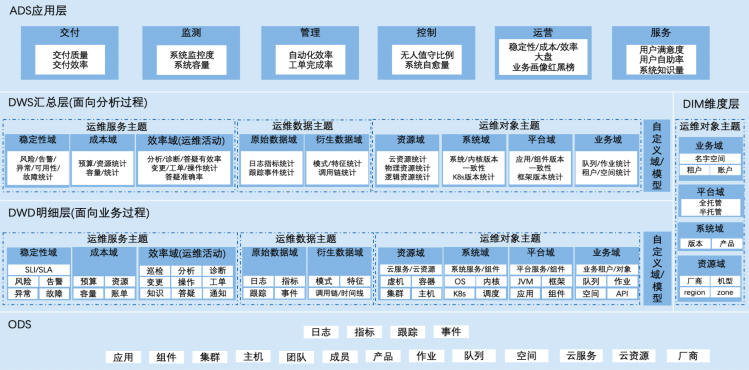 ADS应用层
交付
交付质量
交付效率
监测
系统监控度
系统容量
管理
自动化效率
工单完成率
控制
无人值守比例
系统自愈量
运营
稳定性/成本/效率
大盘
业务画像红黑榜
服务
用户满意度
用户自助率
系统知识量
DWS汇总层(面向分析过程)
运维服务主题
稳定性域
风险/告警/
异常/可用性/
故障统计
成本域
预算/资源统计
容量/统计
效率域(运维活动)
分析/诊断/答疑有效率
变更/工单/操作统计
答疑准确率
运维数据主题
原始数据域
日志指标统计
跟踪事件统计
衍生数据域
模式/特征统计
调用链统计
运维对象主题
资源域
云资源统计
物理资源统计
逻辑资源统计
系统域
系统/内核版本
一致性
K8s版本统计
平台域
应用/组件版本
一致性
框架版本统计
业务域
队列/作业统计
租户/空间统计
自定义域/模型
DWD明细层(面向业务过程)
运维服务主题
稳定性域
SLI/SLA
风险 告警
异常 故障
成本域
预算 资源
容量 账单
效率域(运维活动)
巡检 分析 诊断
变更 操作 工单
知识 答疑 通知
运维数据主题
原始数据域
日志 指标
跟踪 事件
衍生数据域
模式 特征
调用链/时间线
运维对象主题
资源域
云服务/云资源
虚机 容器
集群 主机
系统域
系统服务/组件
OS 内核
K8s 调度
平台域
平台服务/组件
JVM 框架
应用 组件
业务域
业务租户/对象
队列 作业
空间 API
自定义域/模型
DIM维度层
运维对象主题
业务域
名字空间
租户 账户
平台域
全托管
半托管
系统域
版本 产品
资源域
厂商 机型
region zone
ODS
日志 指标 跟踪 事件
应用 组件 集群 主机 团队 成员 产品 作业 队列 空间 云服务 云资源 厂商